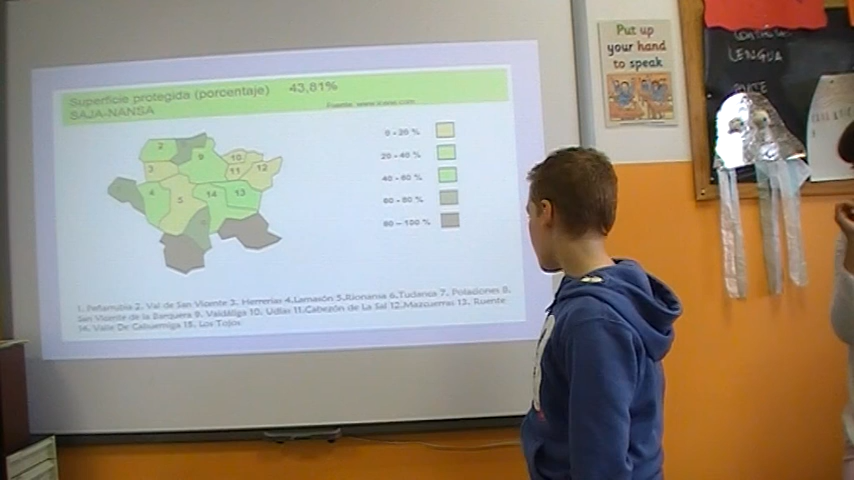 Superficie protegida (porcentaje) 43,81%
SAJA-NANSA
Fuente: www.icane.com
2
9
3
10
11
12
4
5
14
13
0 - 20 %
20 - 40 %
40 - 60 %
60 - 80 %
80 - 100 %
1. Peñarrubia 2. Val de San Vicente 3. Herrerias 4.Lamasón 5.Rionansa 6.Tudanca 7. Polaciones 8.
San Vicente de la Barquera 9. Valdáliga 10. Udías 11.Cabezón de La Sal 12.Mazcuerras 13. Ruente
14. Valle De Cabuerniga 15. Los Tojos
Put up
your hand
to speak
LENGUA